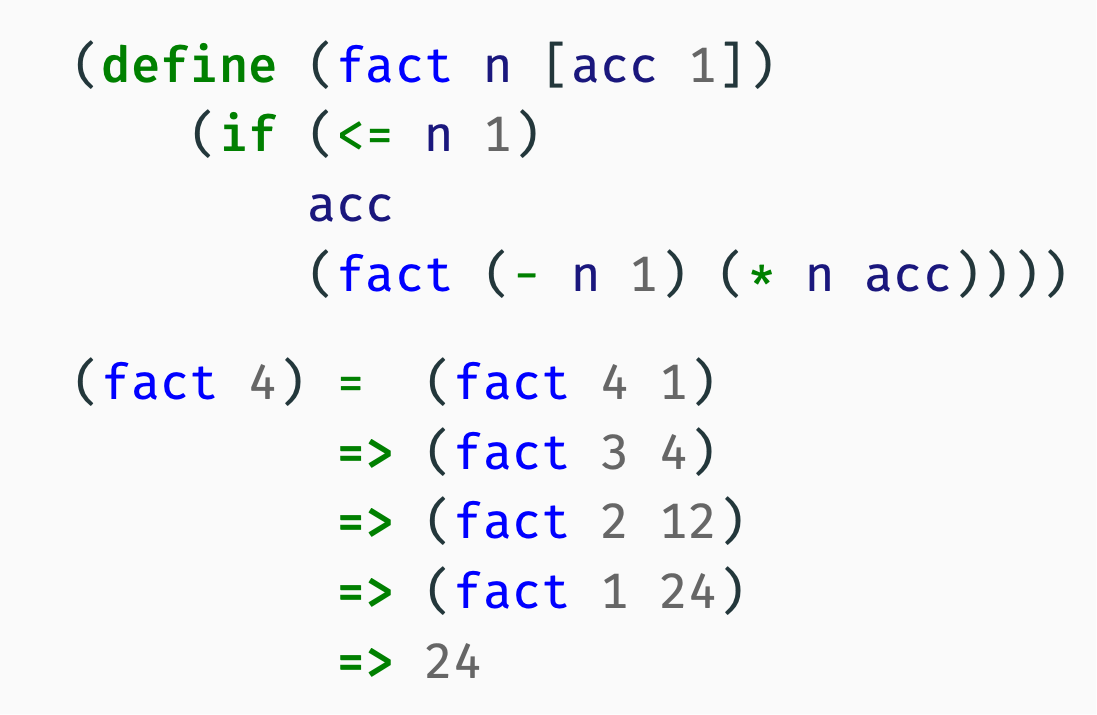 (define (fact n [acc 1])
    (if (<= n 1)
        acc
        (fact (- n 1) (* n acc))))
(fact 4) =  (fact 4 1)
         => (fact 3 4)
         => (fact 2 12)
         => (fact 1 24)
         => 24